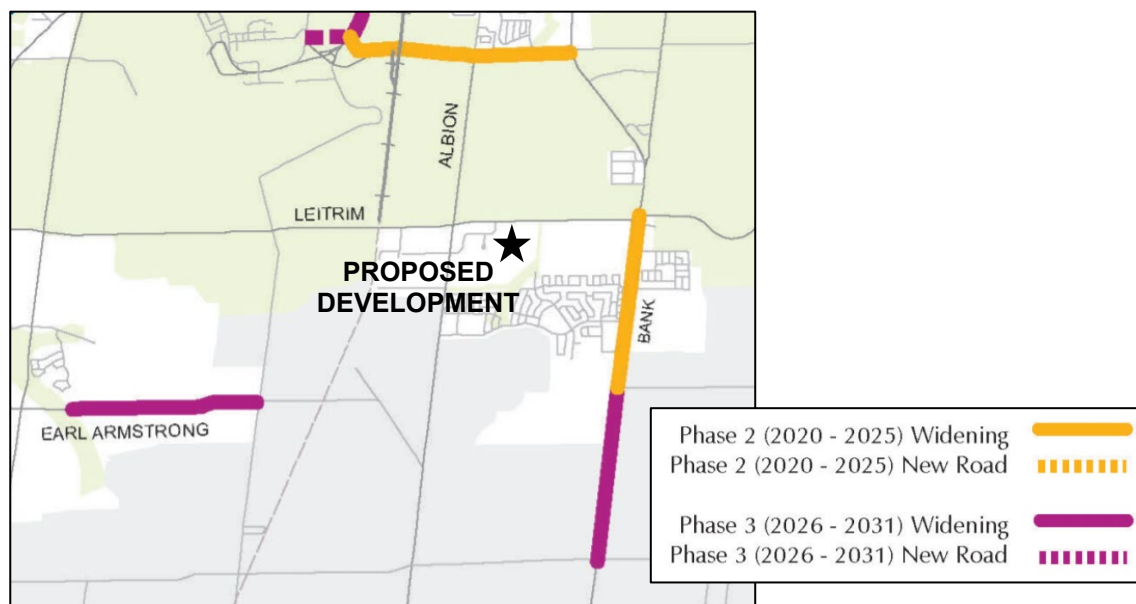 ALBION
LEITRIM
PROPOSED
DEVELOPMENT
BANK
EARL ARMSTRONG
Phase 2 (2020 - 2025) Widening
Phase 2 (2020 - 2025) New Road
Phase 3 (2026 - 2031) Widening
Phase 3 (2026 - 2031) New Road